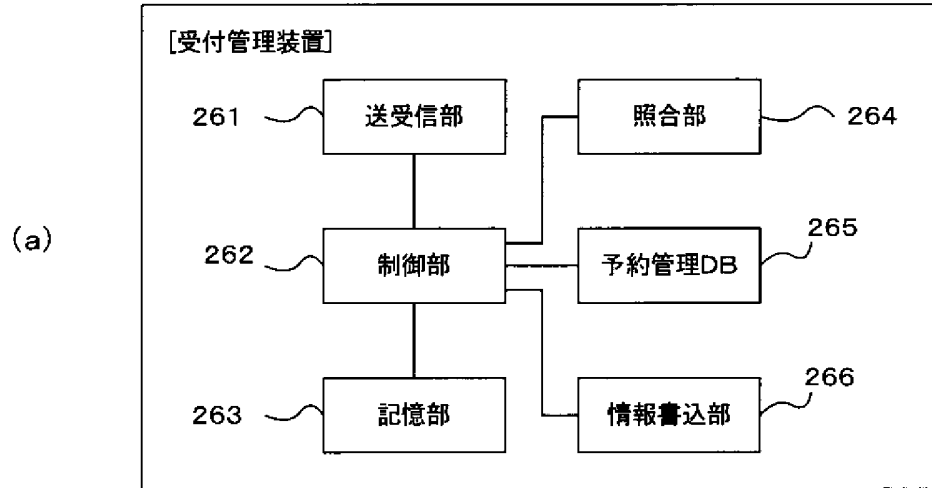 [受付管理装置]
261
送受信部
照合部
264
(a)
262
制御部
予約管理DB
265
263
記憶部
情報書込部
266